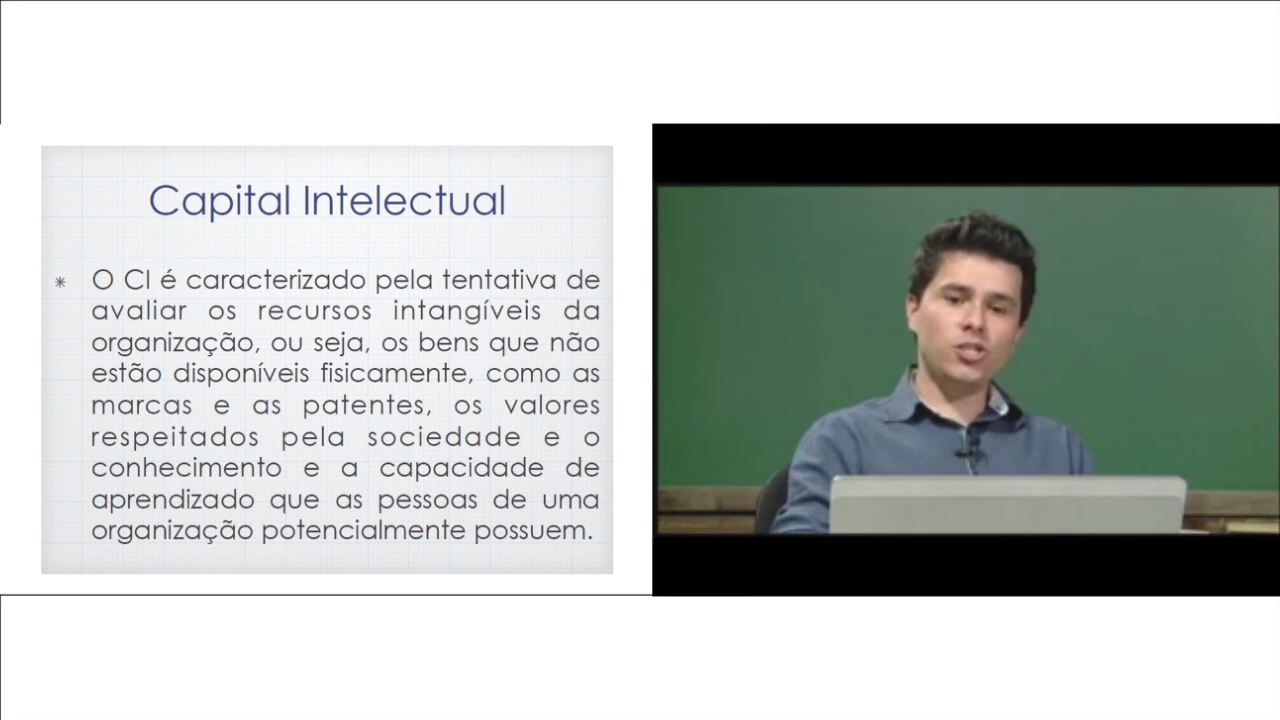 Capital Intelectual
* O CI é caracterizado pela tentativa de
avaliar os recursos intangíveis da
organização, ou seja, os bens que não
estão disponíveis fisicamente, como as
marcas e as patentes, os valores
respeitados pela sociedade e o
conhecimento e a capacidade de
aprendizado que as pessoas de uma
organização potencialmente possuem.